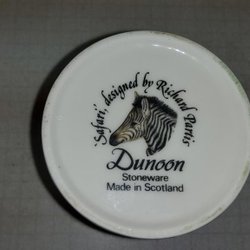 'Safari', designed by Richard Partis
Dunoon
Stoneware
Made in Scotland